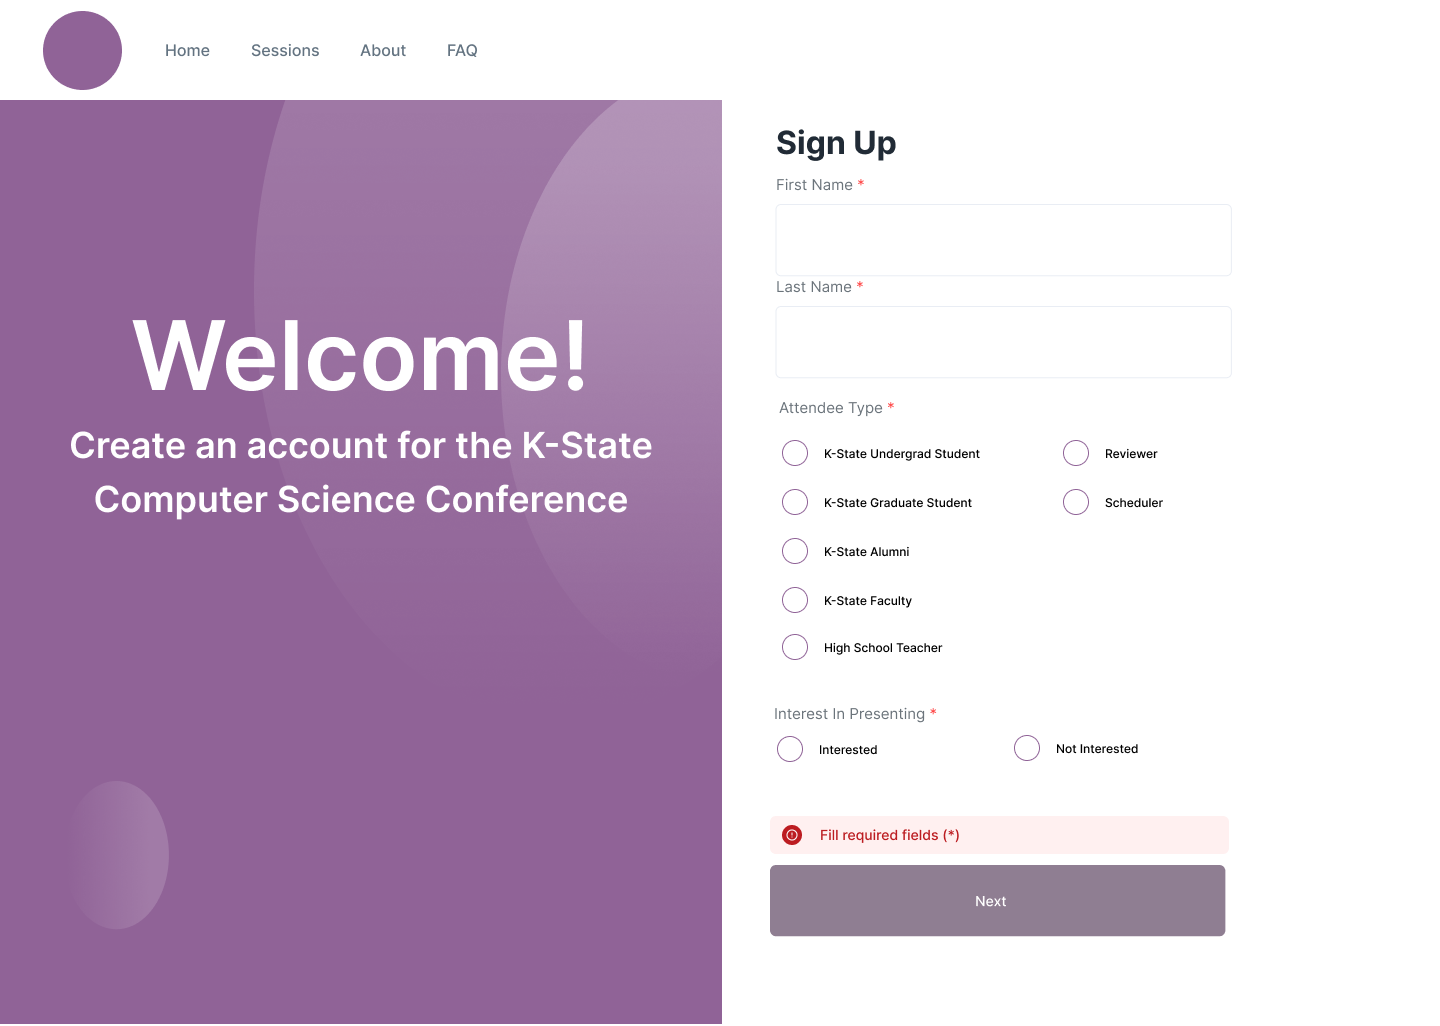 Home
Sessions
About
FAQ
Welcome!
Create an account for the K-State
Computer Science Conference
Sign Up
First Name *
Last Name *
Attendee Type *
K-State Undergrad Student
Reviewer
K-State Graduate Student
Scheduler
K-State Alumni
K-State Faculty
High School Teacher
Interest In Presenting *
Interested
Not Interested
Fill required fields (*)
Next